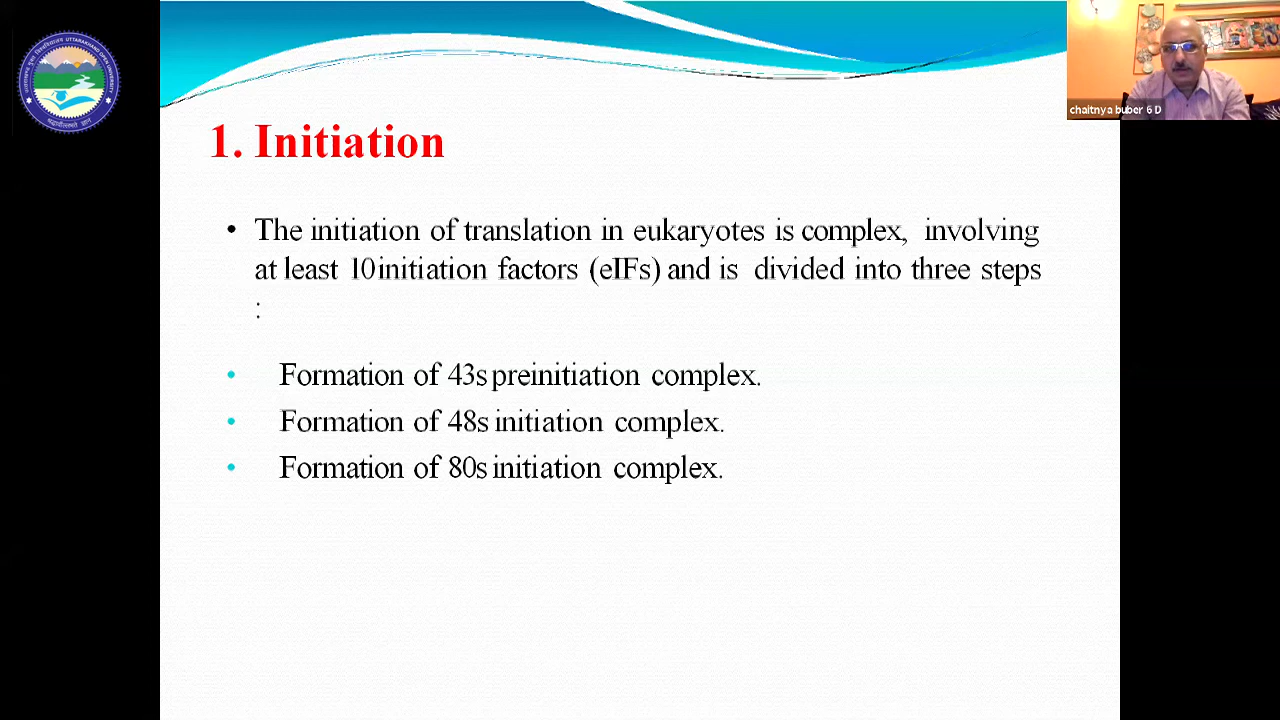 1. Initiation
• The initiation of translation in eukaryotes is complex, involving
at least 10 initiation factors (eIFs) and is divided into three steps
:
• Formation of 43s preinitiation complex.
• Formation of 48s initiation complex.
• Formation of 80s initiation complex.
chaitnya buber 6 D